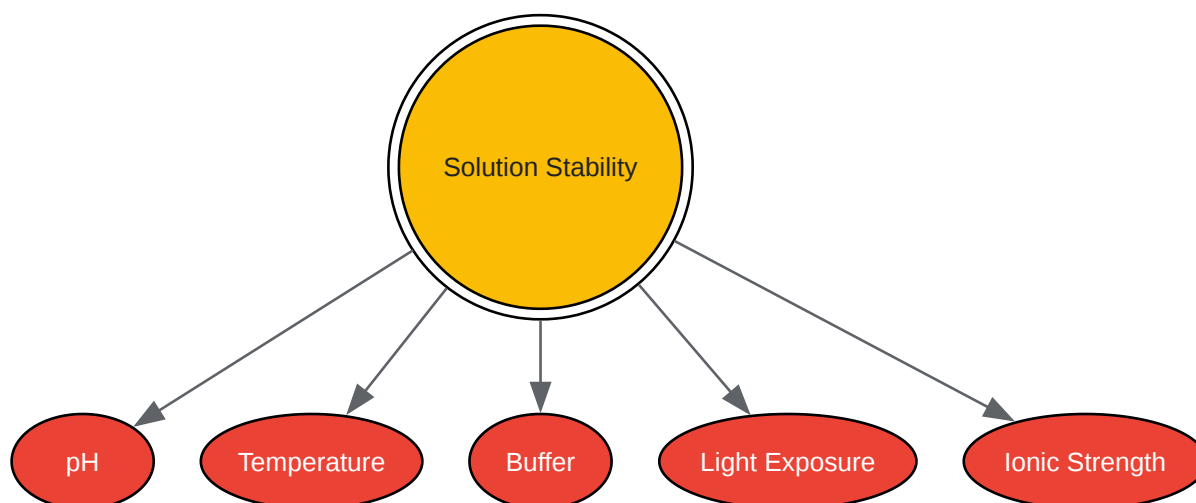 Solution Stability
pH
Temperature
Buffer
Light Exposure
Ionic Strength